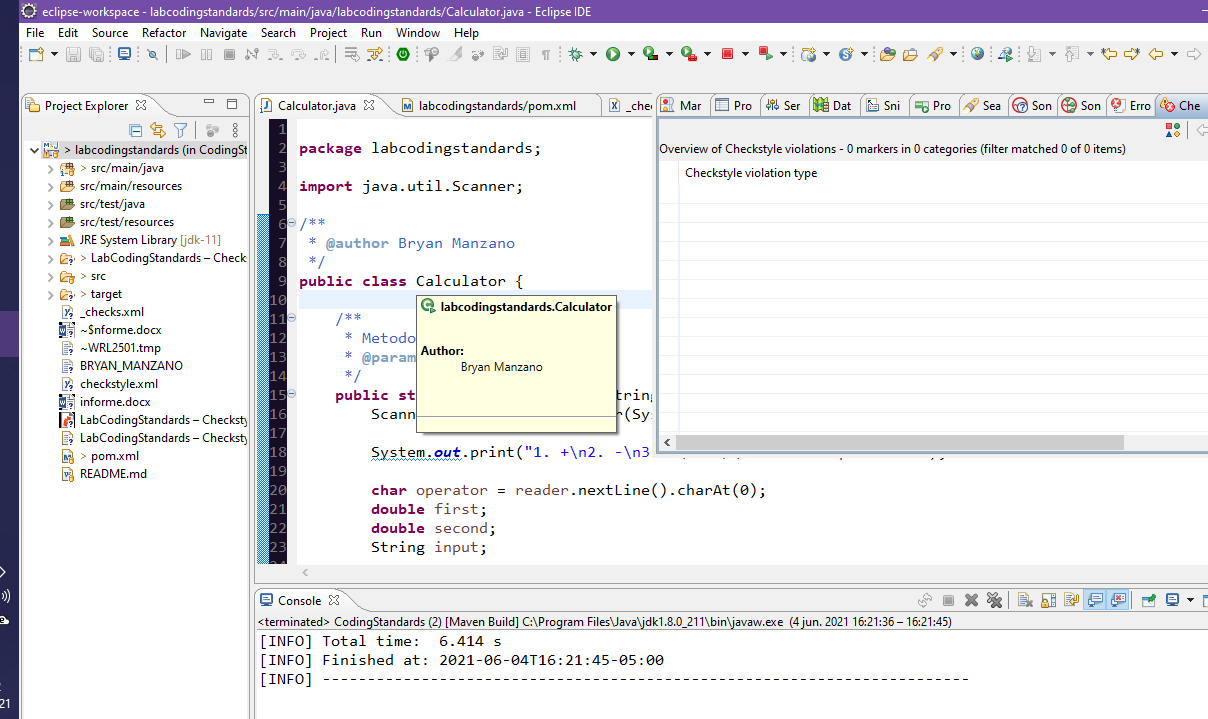 eclipse-workspace - labcodingstandards/src/main/java/labcodingstandards/Calculator.java - Eclipse IDE
File Edit Source Refactor Navigate Search Project Run Window Help
Project Explorer
labcodingstandards (in CodingSt
> src/main/java
src/main/resources
src/test/java
src/test/resources
JRE System Library [jdk-11]
> LabCodingStandards – Check
> src
> target
_checks.xml
~$nforme.docx
~WRL2501.tmp
BRYAN_MANZANO
checkstyle.xml
informe.docx
LabCodingStandards – Checksty
LabCodingStandards – Checksty
> pom.xml
README.md
Calculator.java labcodingstandards/pom.xml _che
1
2 package labcodingstandards;
3
4 import java.util.Scanner;
5
6 /**
7 * @author Bryan Manzano
8 */
9 public class Calculator {
10
11 /**
12 * Metodo
13 * @param
14 */
15 public st tring
16 Scann r(Sy
17
18 System.out.print("1. +\n2. -\n3
19
20 char operator = reader.nextLine().charAt(0);
21 double first;
22 double second;
23 String input;
labcodingstandards.Calculator
Author:
Bryan Manzano
Mar Pro Ser Dat Sni Pro Sea Son Son Erro Che
Overview of Checkstyle violations - 0 markers in 0 categories (filter matched 0 of 0 items)
Checkstyle violation type
Console
<terminated> CodingStandards (2) [Maven Build] C:\Program Files\Java\jdk1.8.0_211\bin\javaw.exe (4 jun. 2021 16:21:36 – 16:21:45)
[INFO] Total time:  6.414 s
[INFO] Finished at: 2021-06-04T16:21:45-05:00
[INFO] ------------------------------------------------------------------------
21